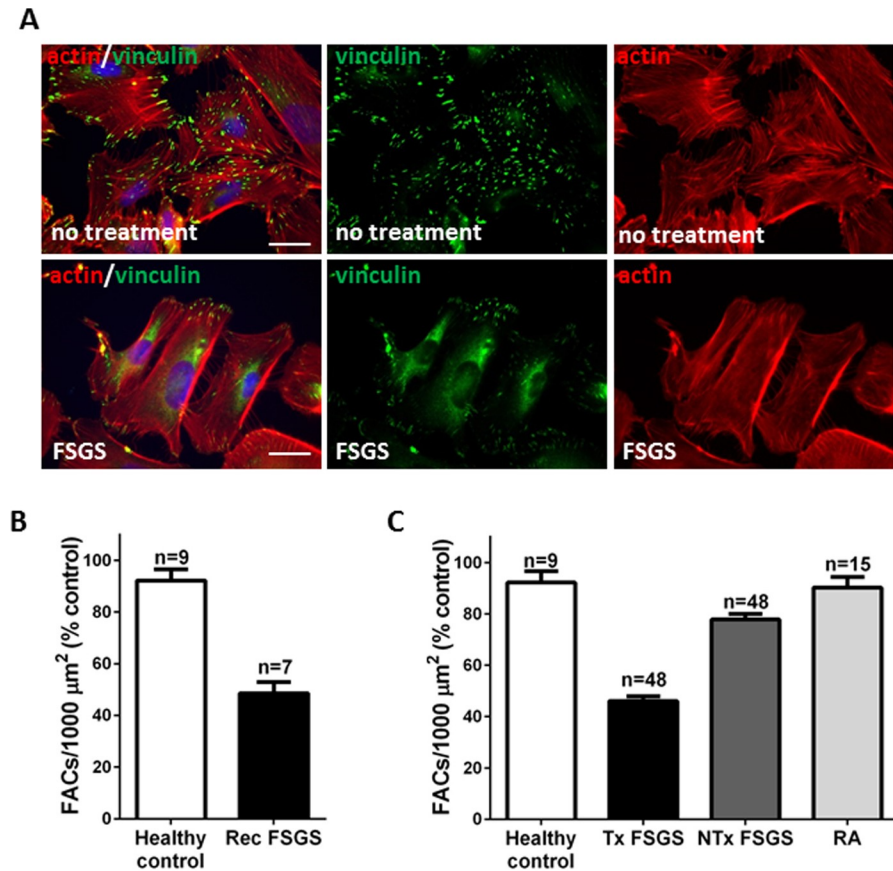 A
actin/vinculin
vinculin
actin
no treatment
no treatment
no treatment
actin/vinculin
vinculin
actin
FSGS
FSGS
FSGS
B
FACs/1000 μm² (% control)
100
80
60
40
20
0
n=9
n=7
Healthy
control
Rec FSGS
C
FACs/1000 μm² (% control)
100
80
60
40
20
0
n=9
n=48
n=48
n=15
Healthy
control
Tx FSGS
NTx FSGS
RA